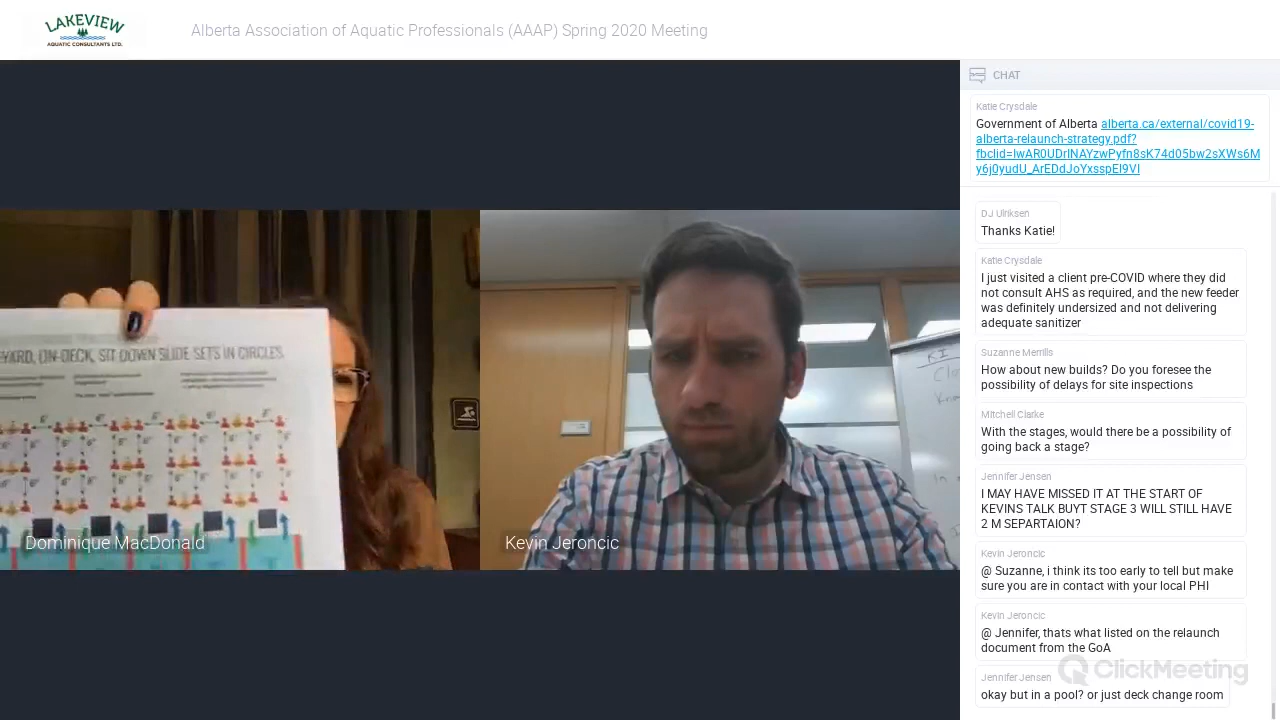 LAKEVIEW
AQUATIC CONSULTANTS LTD.
Alberta Association of Aquatic Professionals (AAAP) Spring 2020 Meeting
CHAT
Katie Crysdale
Government of Alberta alberta.ca/external/covid19-
alberta-relaunch-strategy.pdf?
fbclid=IwAR0UDrINAYzwPyfn8sK74d05bw2sXWs6M
y6j0yudU_ArEDdJoYxsspEI9VI
DJ Ulriksen
Thanks Katie!
Katie Crysdale
I just visited a client pre-COVID where they did
not consult AHS as required, and the new feeder
was definitely undersized and not delivering
adequate sanitizer
Suzanne Merrills
How about new builds? Do you foresee the
possibility of delays for site inspections
Mitchell Clarke
With the stages, would there be a possibility of
going back a stage?
Jennifer Jensen
I MAY HAVE MISSED IT AT THE START OF
KEVINS TALK BUYT STAGE 3 WILL STILL HAVE
2 M SEPARTAION?
Kevin Jeroncic
@ Suzanne, i think its too early to tell but make
sure you are in contact with your local PHI
Kevin Jeroncic
@ Jennifer, thats what listed on the relaunch
document from the GoA
Jennifer Jensen
okay but in a pool? or just deck change room
ClickMeeting
YARD, ON-DECK, SIT DOWN SLIDE SETS IN CIRCLES
Dominique MacDonald
Kevin Jeroncic